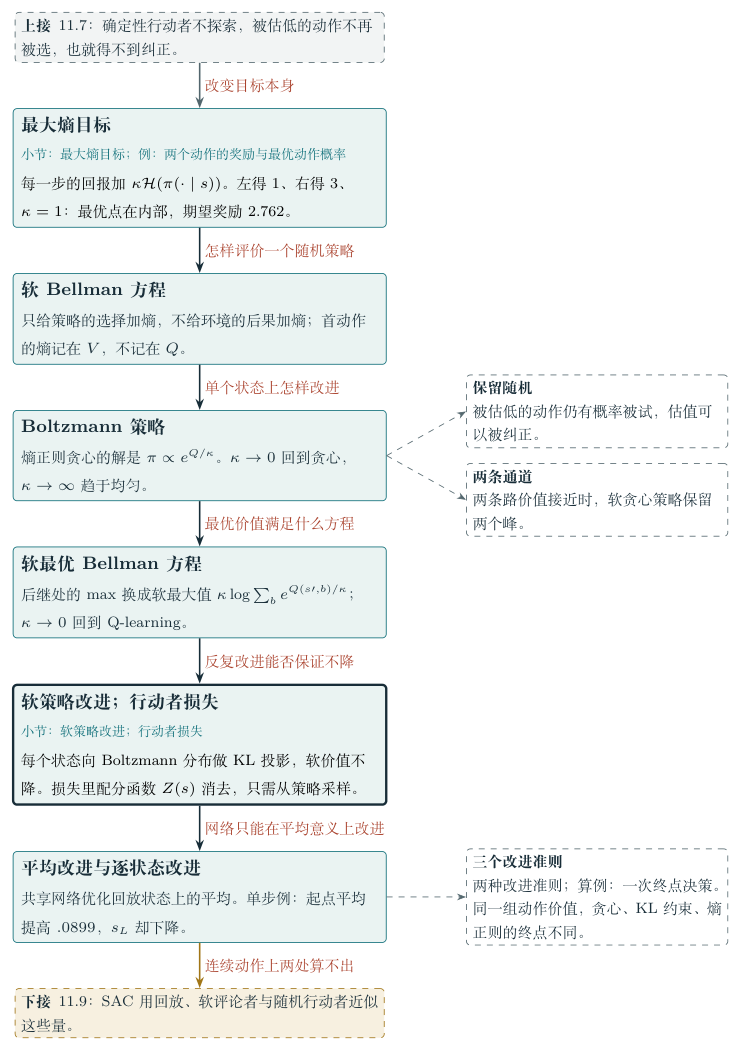 上接 11.7：确定性行动者不探索，被估低的动作不再
被选，也就得不到纠正。
改变目标本身
最大熵目标
小节：最大熵目标；例：两个动作的奖励与最优动作概率
每一步的回报加 κℋ(π(· | s))。左得 1、右得 3、
κ = 1：最优点在内部，期望奖励 2.762。
怎样评价一个随机策略
软 Bellman 方程
只给策略的选择加熵，不给环境的后果加熵；首动作
的熵记在 V，不记在 Q。
单个状态上怎样改进
Boltzmann 策略
熵正则贪心的解是 π ∝ e^{Q/κ}。κ → 0 回到贪心，
κ → ∞ 趋于均匀。
保留随机
被估低的动作仍有概率被试，估值可
以被纠正。
两条通道
两条路价值接近时，软贪心策略保留
两个峰。
最优价值满足什么方程
软最优 Bellman 方程
后继处的 max 换成软最大值 κ log ∑_b e^{Q(s′,b)/κ}；
κ → 0 回到 Q-learning。
反复改进能否保证不降
软策略改进；行动者损失
小节：软策略改进；行动者损失
每个状态向 Boltzmann 分布做 KL 投影，软价值不
降。损失里配分函数 Z(s) 消去，只需从策略采样。
网络只能在平均意义上改进
平均改进与逐状态改进
共享网络优化回放状态上的平均。单步例：起点平均
提高 .0899，s_L 却下降。
三个改进准则
两种改进准则；算例：一次终点决策。
同一组动作价值，贪心、KL 约束、熵
正则的终点不同。
连续动作上两处算不出
下接 11.9：SAC 用回放、软评论者与随机行动者近似
这些量。